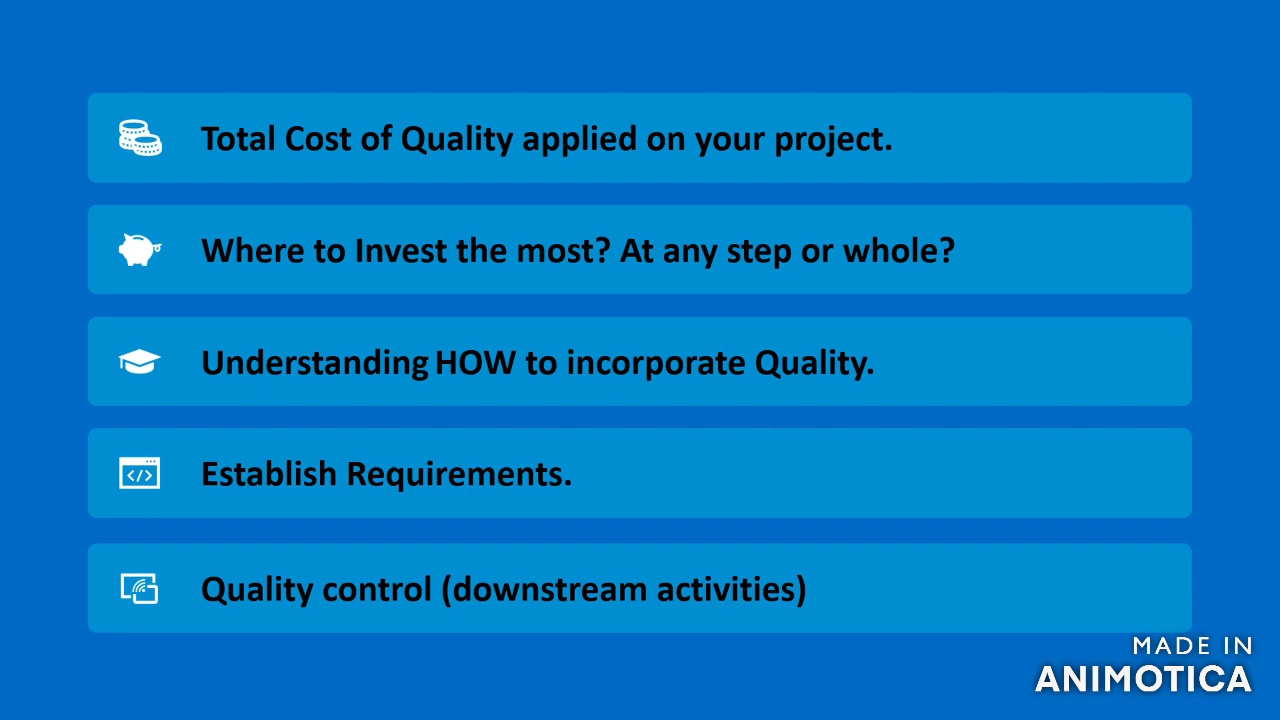 Total Cost of Quality applied on your project.
Where to Invest the most? At any step or whole?
Understanding HOW to incorporate Quality.
Establish Requirements.
Quality control (downstream activities)
MADE IN
ANIMOTICA